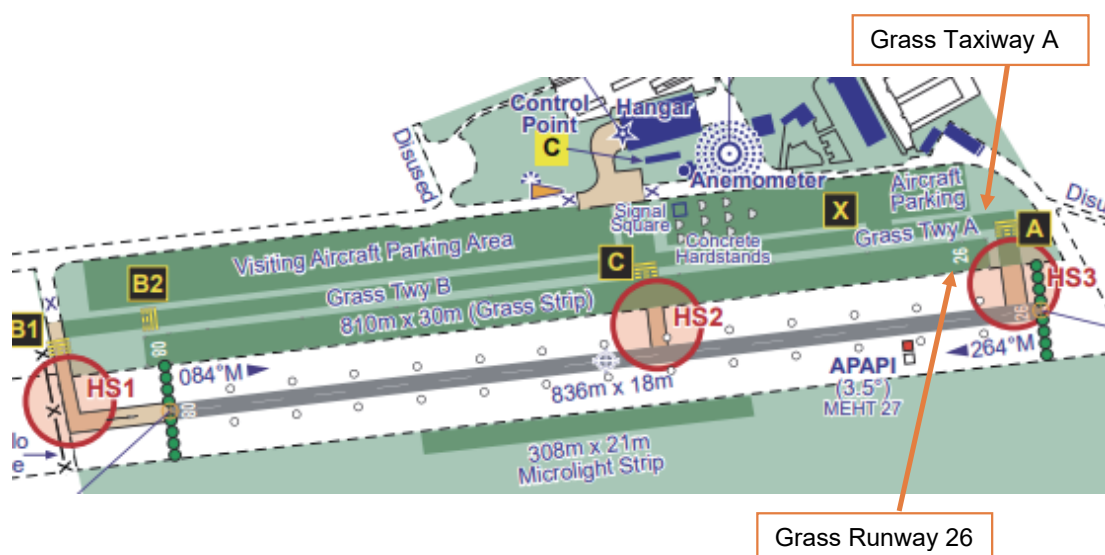 Grass Taxiway A
Control
Point
Hangar
C
Disused
Anemometer
Aircraft
Parking
Signal
Square
X
Concrete
Hardstands
Grass Twy A
A
Visiting Aircraft Parking Area
C
B2
Grass Twy B
810m x 30m (Grass Strip)
26
HS3
B1
HS2
26
08
HS1
084°M
836m x 18m
APAPI
(3.5°)
MEHT 27
264°M
08
308m x 21m
Microlight Strip
Grass Runway 26